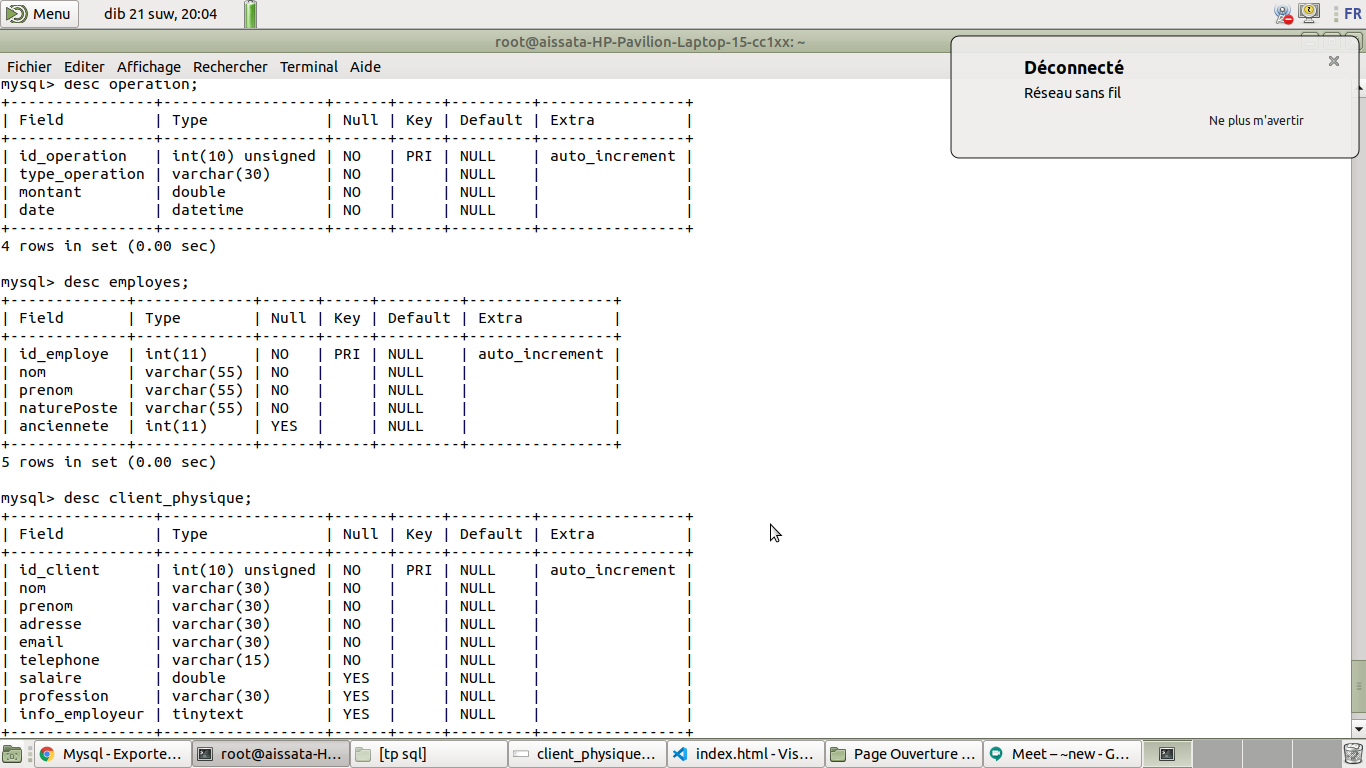 Menu dib 21 suw, 20:04 FR
root@aissata-HP-Pavilion-Laptop-15-cc1xx: ~
Fichier Editer Affichage Rechercher Terminal Aide
Déconnecté
Réseau sans fil
Ne plus m'avertir
mysql> desc operation;
+----------------+------------------+------+-----+---------+----------------+
| Field          | Type             | Null | Key | Default | Extra          |
+----------------+------------------+------+-----+---------+----------------+
| id_operation   | int(10) unsigned | NO   | PRI | NULL    | auto_increment |
| type_operation | varchar(30)      | NO   |     | NULL    |                |
| montant        | double           | NO   |     | NULL    |                |
| date           | datetime         | NO   |     | NULL    |                |
+----------------+------------------+------+-----+---------+----------------+
4 rows in set (0.00 sec)
mysql> desc employes;
+-------------+-------------+------+-----+---------+----------------+
| Field       | Type        | Null | Key | Default | Extra          |
+-------------+-------------+------+-----+---------+----------------+
| id_employe  | int(11)     | NO   | PRI | NULL    | auto_increment |
| nom         | varchar(55) | NO   |     | NULL    |                |
| prenom      | varchar(55) | NO   |     | NULL    |                |
| naturePoste | varchar(55) | NO   |     | NULL    |                |
| anciennete  | int(11)     | YES  |     | NULL    |                |
+-------------+-------------+------+-----+---------+----------------+
5 rows in set (0.00 sec)
mysql> desc client_physique;
+----------------+------------------+------+-----+---------+----------------+
| Field          | Type             | Null | Key | Default | Extra          |
+----------------+------------------+------+-----+---------+----------------+
| id_client      | int(10) unsigned | NO   | PRI | NULL    | auto_increment |
| nom            | varchar(30)      | NO   |     | NULL    |                |
| prenom         | varchar(30)      | NO   |     | NULL    |                |
| adresse        | varchar(30)      | NO   |     | NULL    |                |
| email          | varchar(30)      | NO   |     | NULL    |                |
| telephone      | varchar(15)      | NO   |     | NULL    |                |
| salaire        | double           | YES  |     | NULL    |                |
| profession     | varchar(30)      | YES  |     | NULL    |                |
| info_employeur | tinytext         | YES  |     | NULL    |                |
+----------------+------------------+------+-----+---------+----------------+
Mysql - Exporte... root@aissata-H... [tp sql] client_physique... index.html - Vis... Page Ouverture ... Meet – ~new - G...